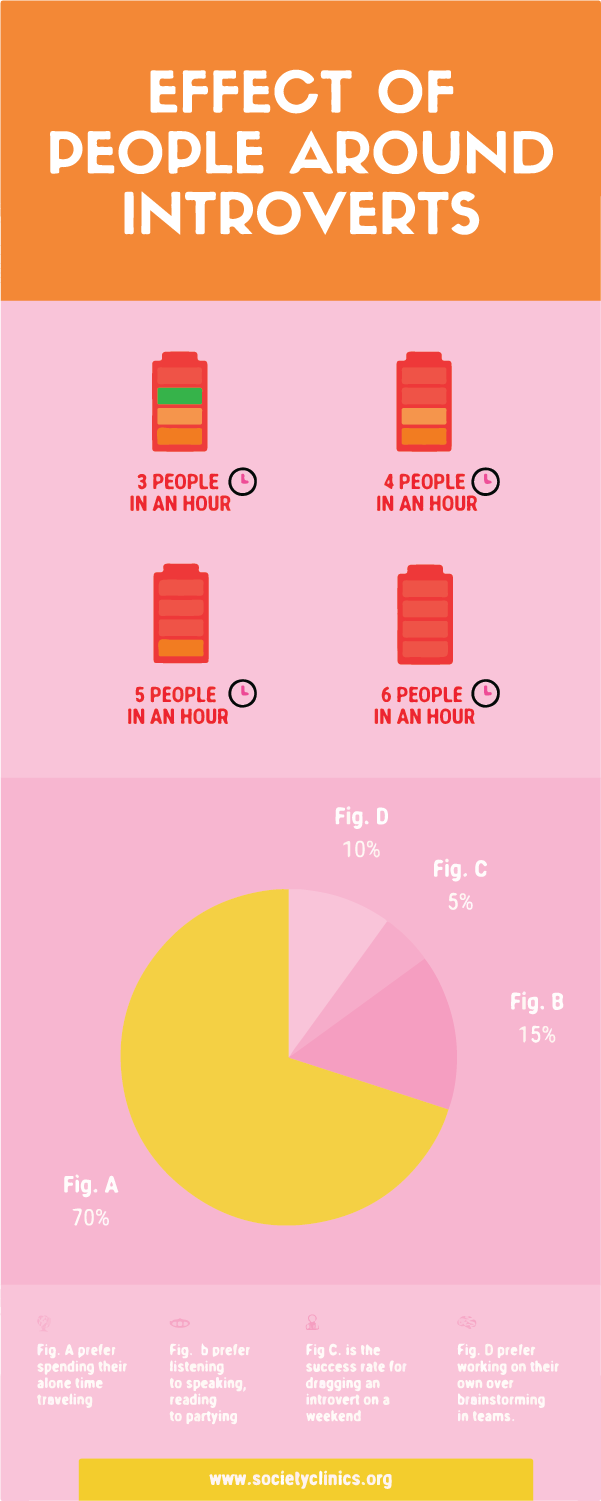 EFFECT OF
PEOPLE AROUND
INTROVERTS
3 PEOPLE
IN AN HOUR
4 PEOPLE
IN AN HOUR
5 PEOPLE
IN AN HOUR
6 PEOPLE
IN AN HOUR
Fig. D
10%
Fig. C
5%
Fig. B
15%
Fig. A
70%
Fig. A prefer
spending their
alone time
traveling
Fig. b prefer
listening
to speaking,
reading
to partying
Fig C. is the
success rate for
dragging an
introvert on a
weekend
Fig. D prefer
working on their
own over
brainstorming
in teams.
www.societyclinics.org